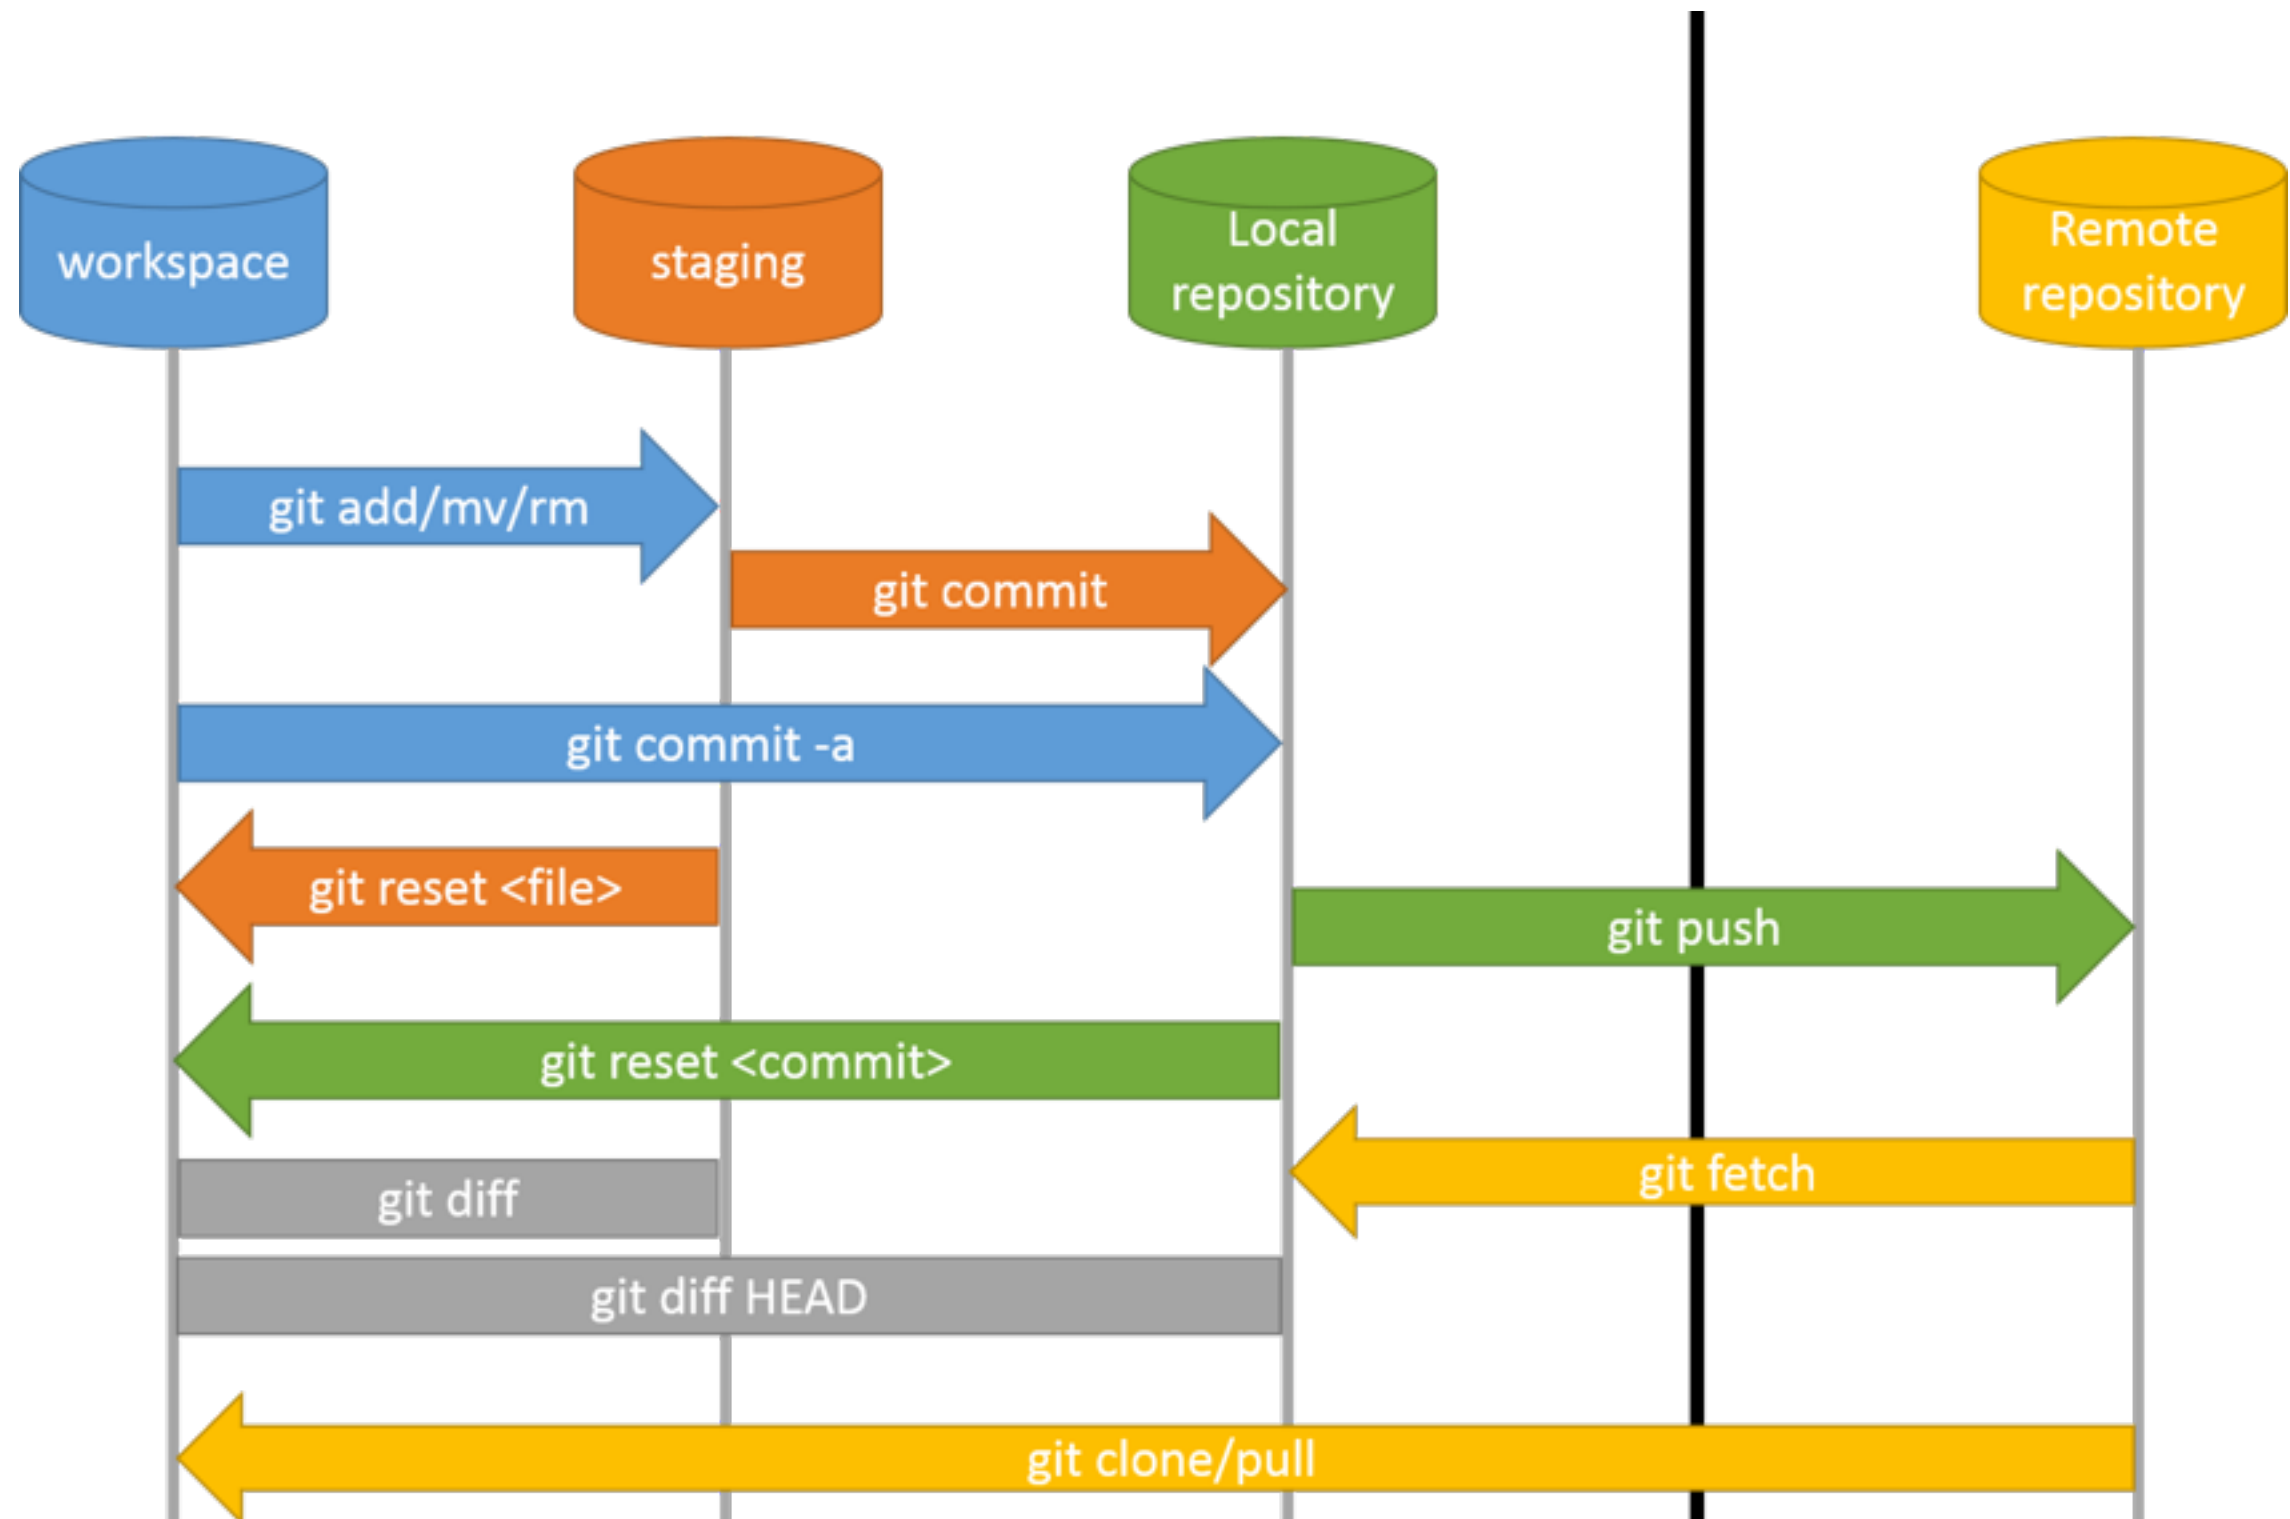 workspace
staging
Local
repository
Remote
repository
git add/mv/rm
git commit
git commit -a
git reset <file>
git push
git reset <commit>
git fetch
git diff
git diff HEAD
git clone/pull